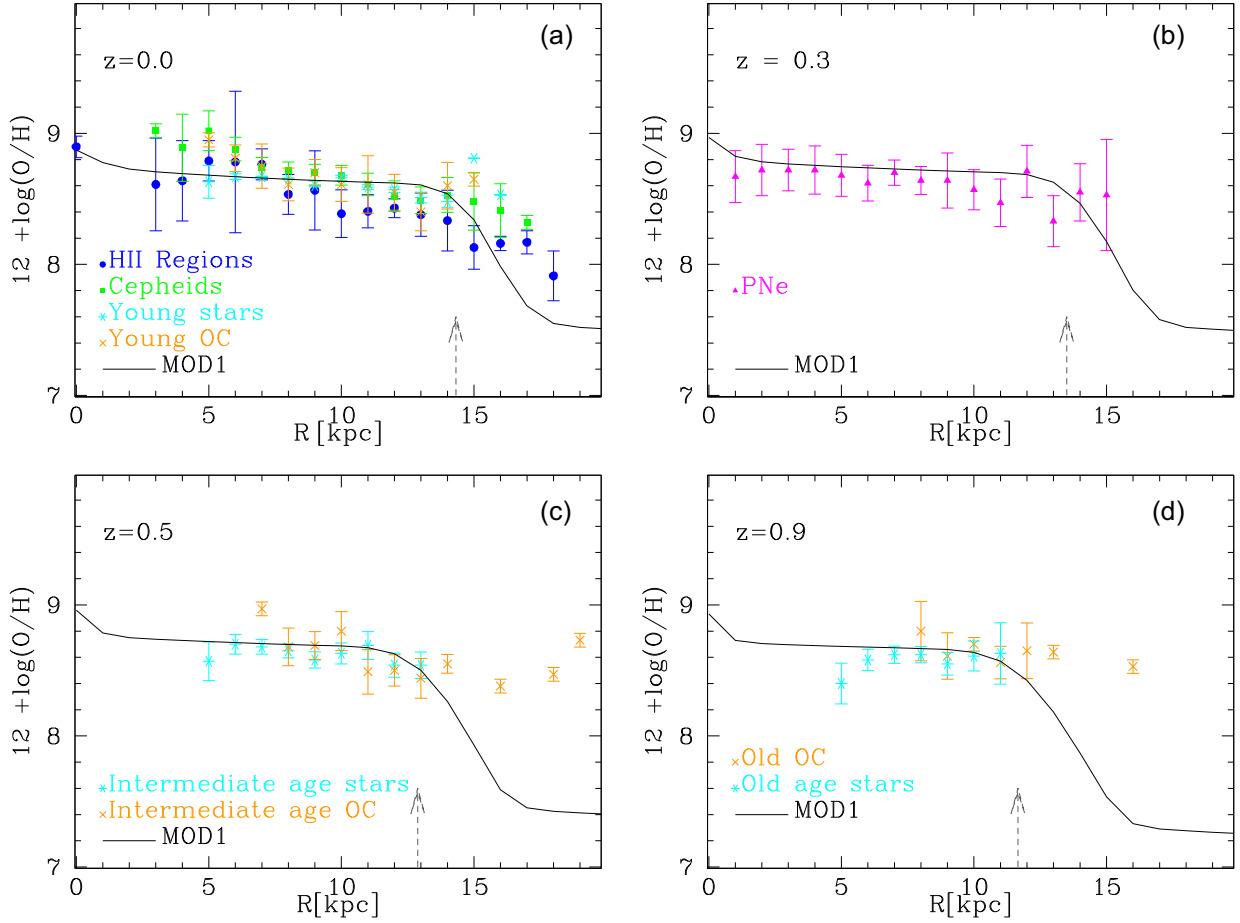 (a)
z=0.0
12 +log(O/H)
9
8
7
HII Regions
Cepheids
Young stars
Young OC
MOD1
0 5 10 15
R[kpc]
(b)
z = 0.3
12 +log(O/H)
9
8
7
PNe
MOD1
0 5 10 15
R[kpc]
(c)
z=0.5
12 +log(O/H)
9
8
7
Intermediate age stars
Intermediate age OC
MOD1
0 5 10 15
R[kpc]
(d)
z=0.9
12 +log(O/H)
9
8
7
Old OC
Old age stars
MOD1
0 5 10 15
R[kpc]